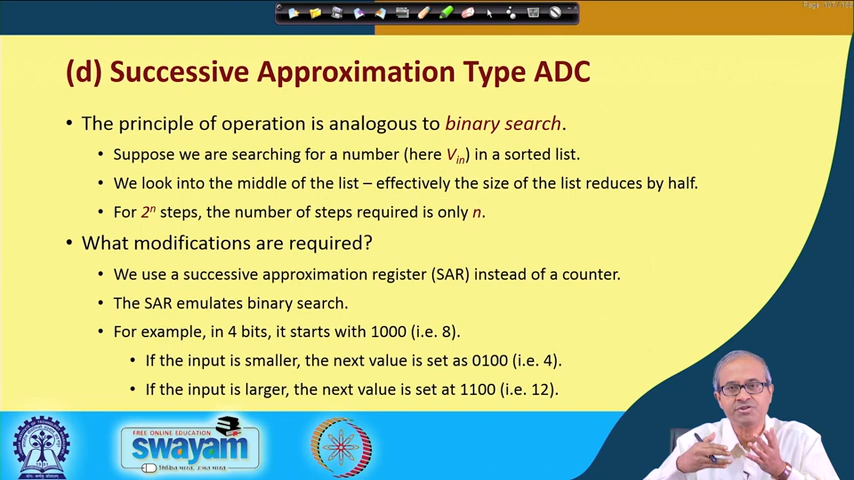 (d) Successive Approximation Type ADC
• The principle of operation is analogous to binary search.
• Suppose we are searching for a number (here Vin) in a sorted list.
• We look into the middle of the list – effectively the size of the list reduces by half.
• For 2ⁿ steps, the number of steps required is only n.
• What modifications are required?
• We use a successive approximation register (SAR) instead of a counter.
• The SAR emulates binary search.
• For example, in 4 bits, it starts with 1000 (i.e. 8).
• If the input is smaller, the next value is set as 0100 (i.e. 4).
• If the input is larger, the next value is set at 1100 (i.e. 12).
FREE ONLINE EDUCATION
swayam